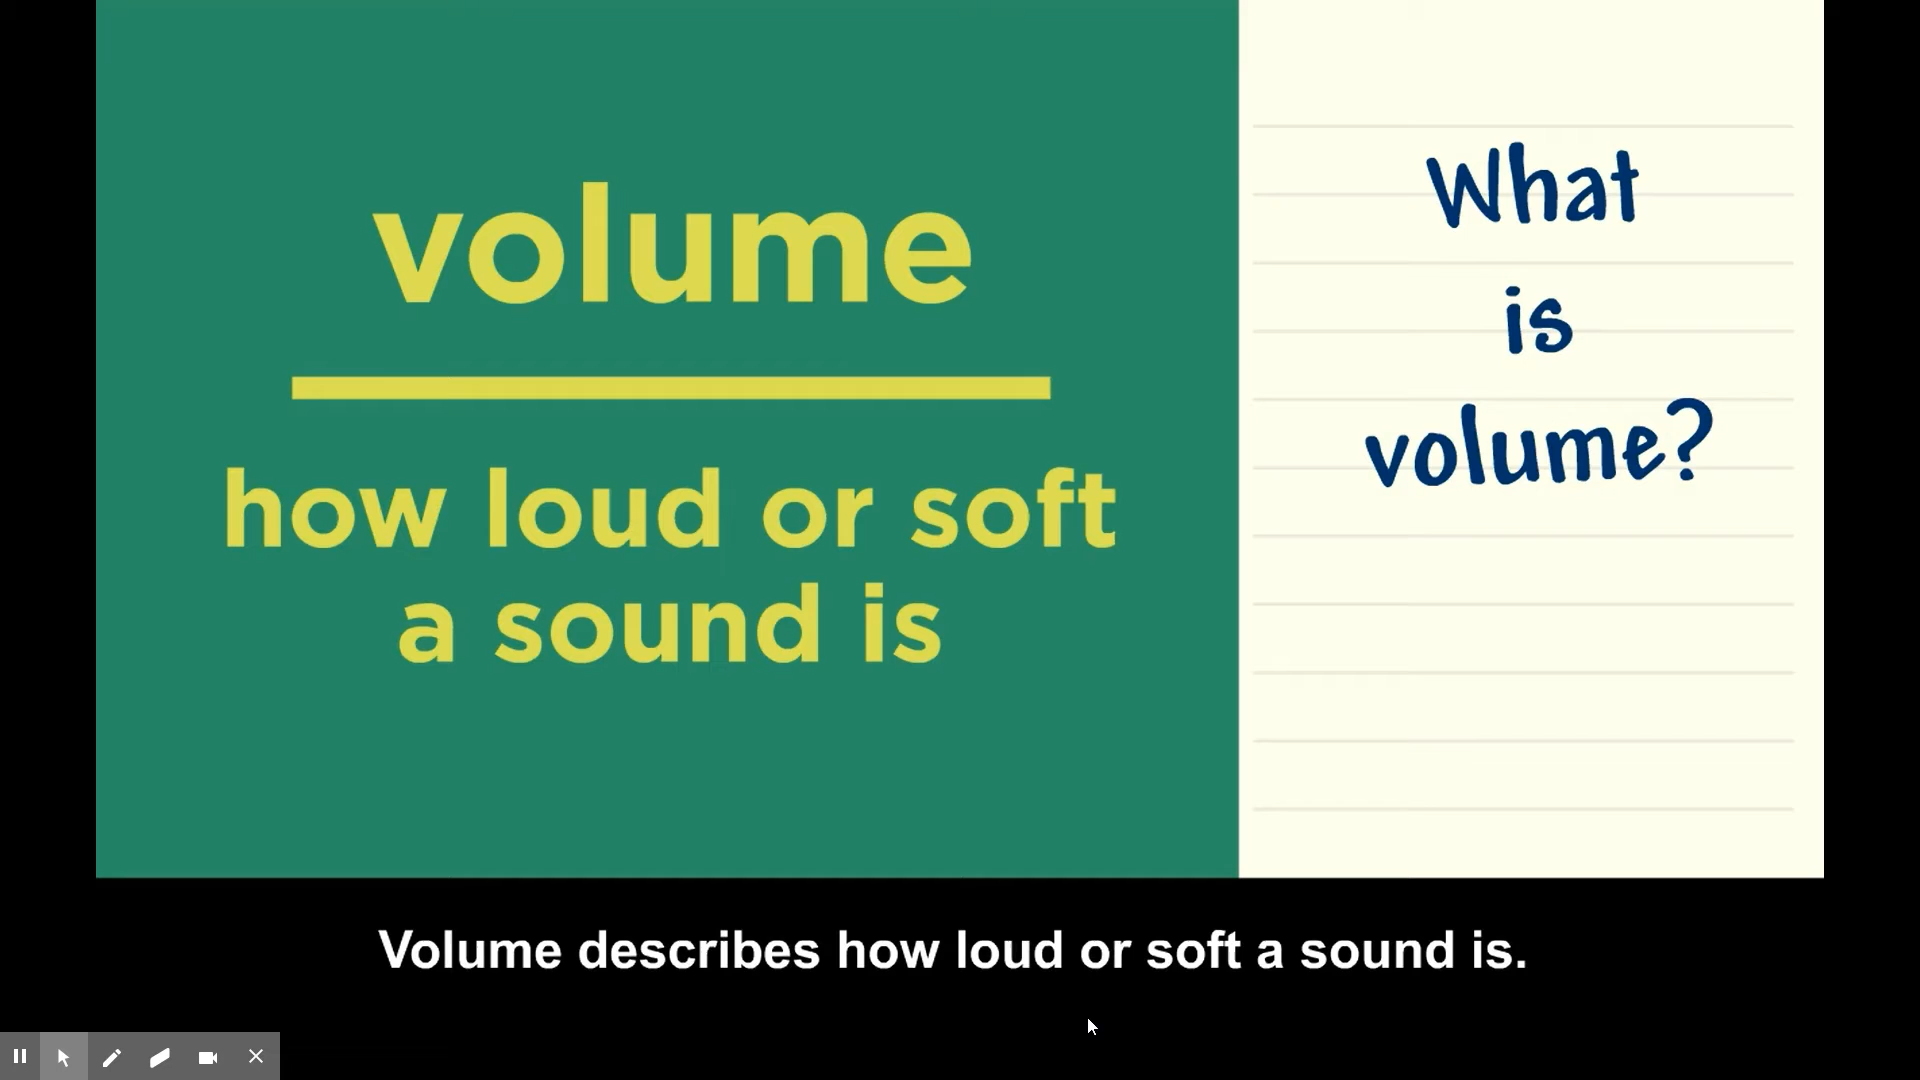 volume
how loud or soft
a sound is
What
is
volume?
Volume describes how loud or soft a sound is.